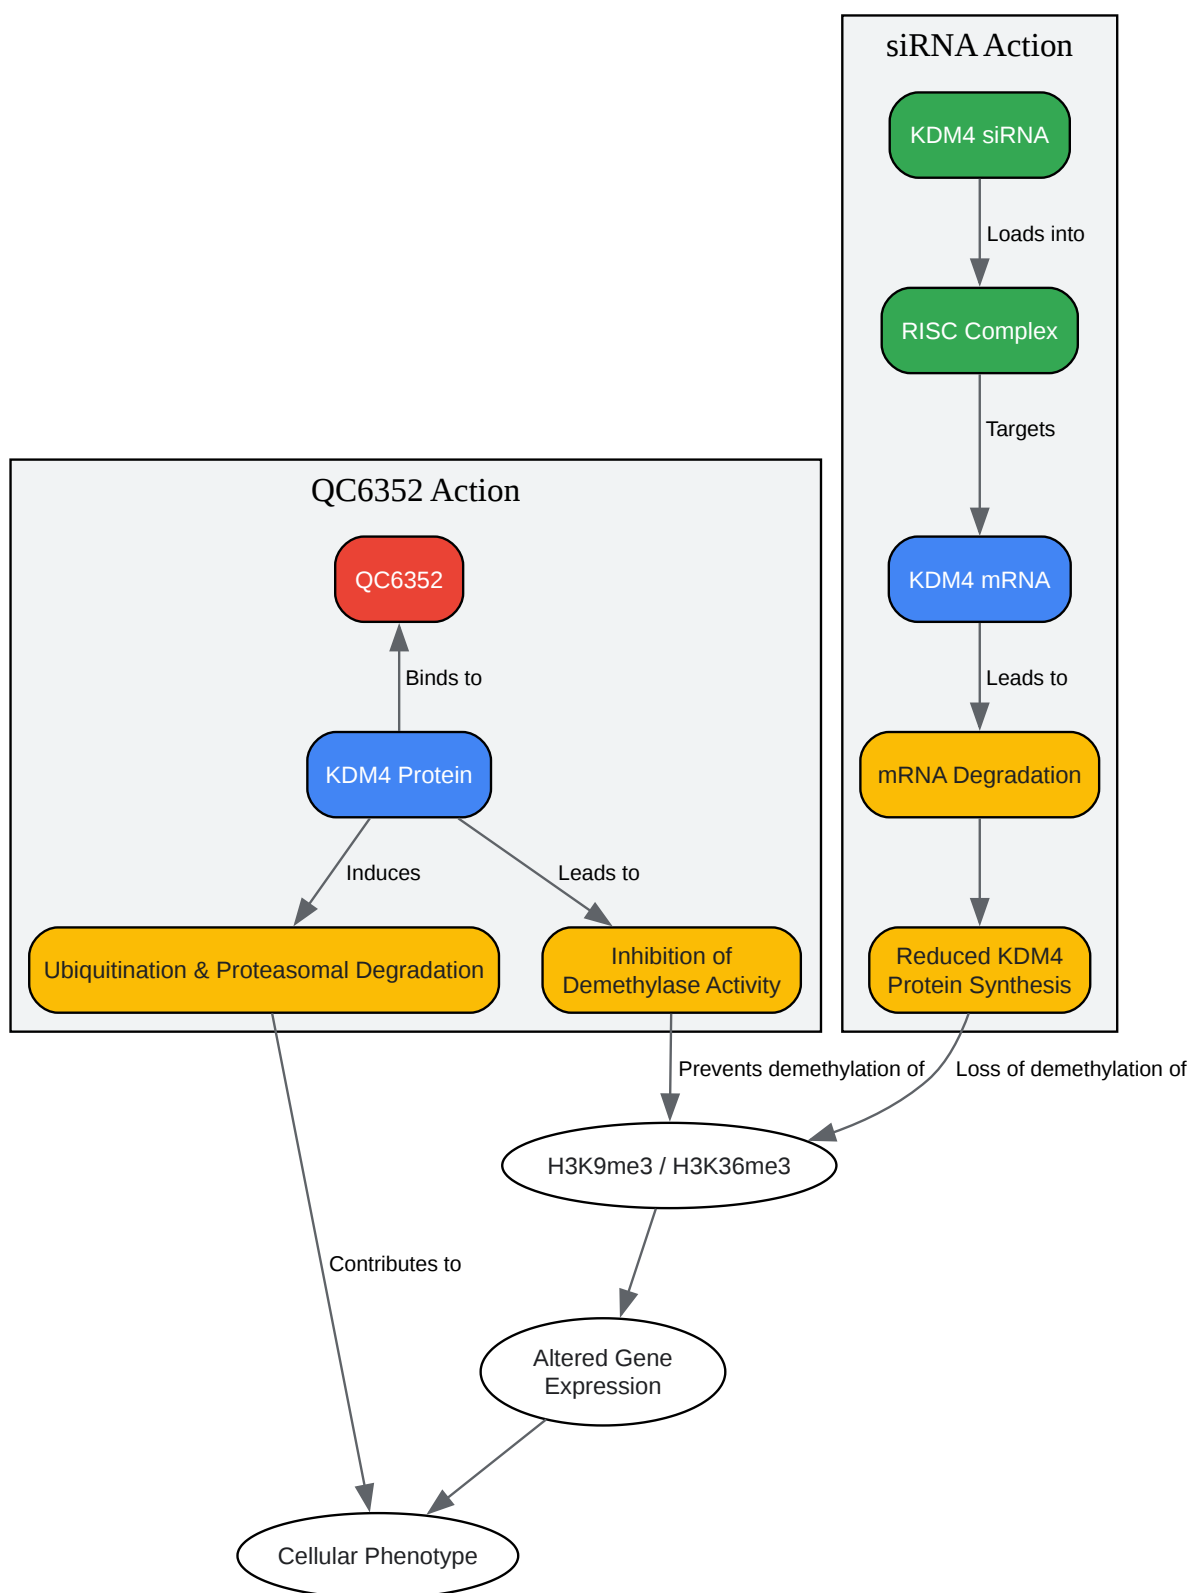 siRNA Action
KDM4 siRNA
Loads into
RISC Complex
Targets
QC6352 Action
QC6352
KDM4 mRNA
Binds to
Leads to
KDM4 Protein
mRNA Degradation
Induces
Leads to
Ubiquitination & Proteasomal Degradation
Inhibition of
Demethylase Activity
Reduced KDM4
Protein Synthesis
Prevents demethylation of
Loss of demethylation of
H3K9me3 / H3K36me3
Contributes to
Altered Gene
Expression
Cellular Phenotype